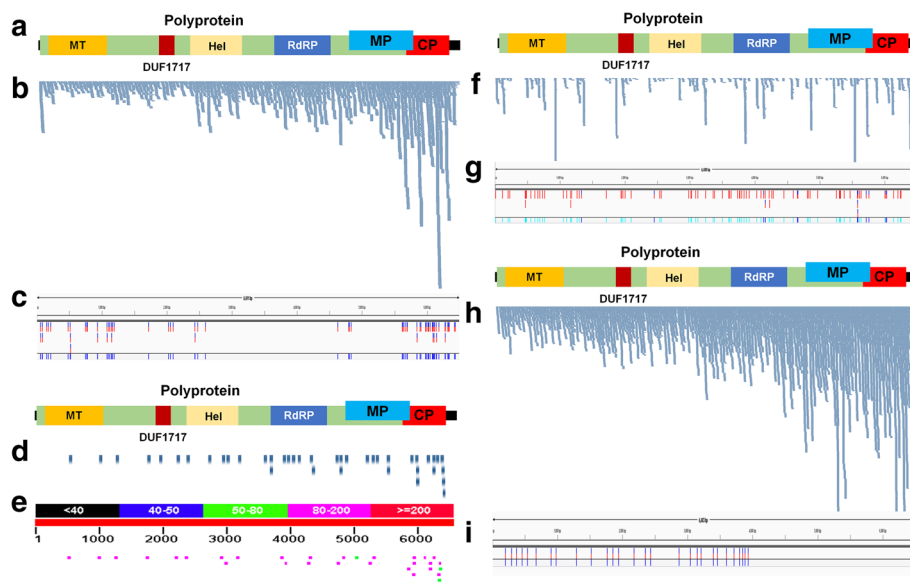 a
Polyprotein
MT
Hel
RdRP
MP
CP
DUF1717
b
c
Polyprotein
MT
Hel
RdRP
MP
CP
DUF1717
d
e
<40 40-50 50-80 80-200 >=200
1 1000 2000 3000 4000 5000 6000
Polyprotein
MT
Hel
RdRP
MP
CP
DUF1717
f
g
Polyprotein
MT
Hel
RdRP
MP
CP
DUF1717
h
i